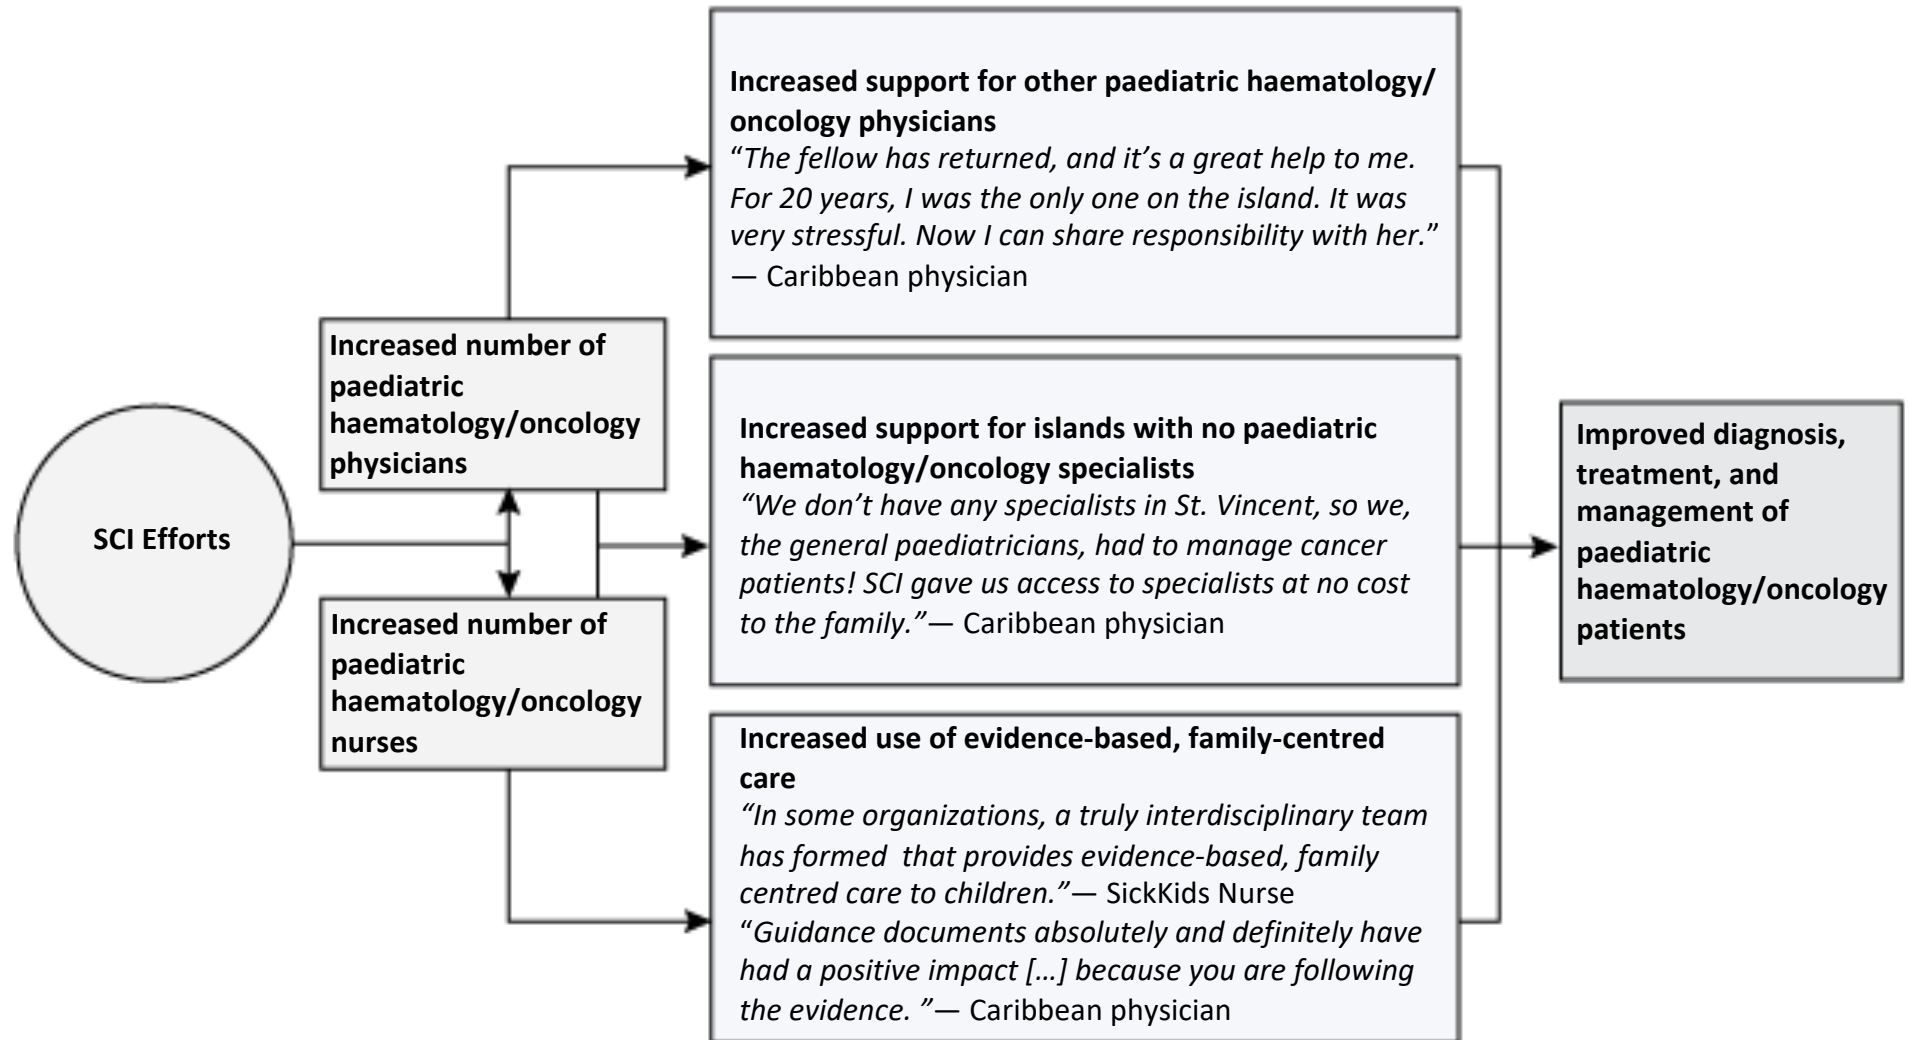 SCI Efforts
Increased number of
paediatric
haematology/oncology
physicians
Increased number of
paediatric
haematology/oncology
nurses
Increased support for other paediatric haematology/
oncology physicians
“The fellow has returned, and it’s a great help to me.
For 20 years, I was the only one on the island. It was
very stressful. Now I can share responsibility with her.”
— Caribbean physician
Increased support for islands with no paediatric
haematology/oncology specialists
“We don’t have any specialists in St. Vincent, so we,
the general paediatricians, had to manage cancer
patients! SCI gave us access to specialists at no cost
to the family.”— Caribbean physician
Increased use of evidence-based, family-centred
care
“In some organizations, a truly interdisciplinary team
has formed  that provides evidence-based, family
centred care to children.”— SickKids Nurse
“Guidance documents absolutely and definitely have
had a positive impact […] because you are following
the evidence. ”— Caribbean physician
Improved diagnosis,
treatment, and
management of
paediatric
haematology/oncology
patients